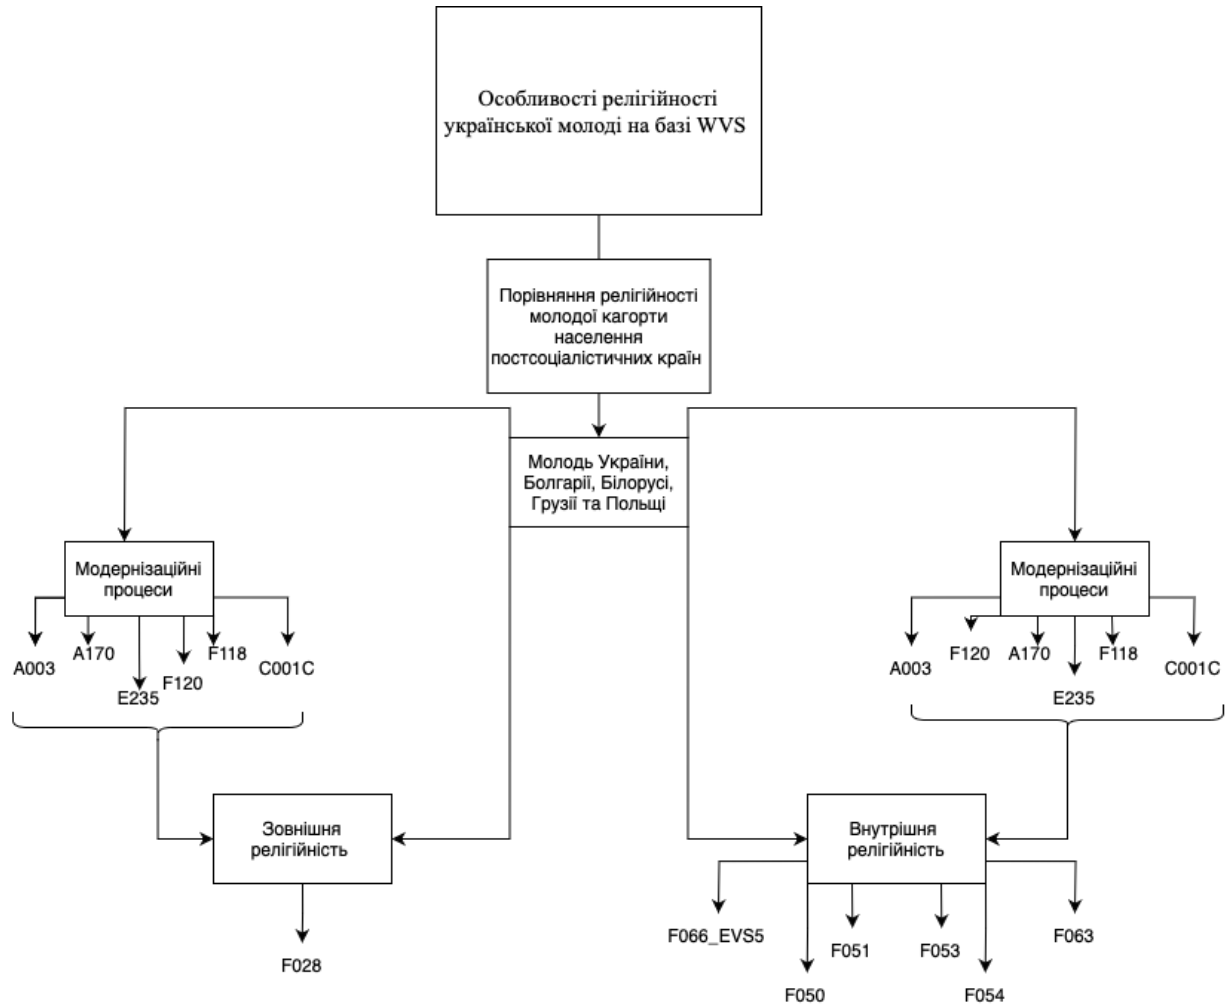 Особливості релігійності
української молоді на базі WVS
Порівняння релігійності
молодої кагорти
населення
постсоціалістичних країн
Молодь України,
Болгарії, Білорусі,
Грузії та Польщі
Модернізаційні
процеси
A003
A170
E235
F120
F118
C001C
Модернізаційні
процеси
A003
F120
A170
E235
F118
C001C
Зовнішня
релігійність
F028
Внутрішня
релігійність
F066_EVS5
F050
F051
F053
F054
F063